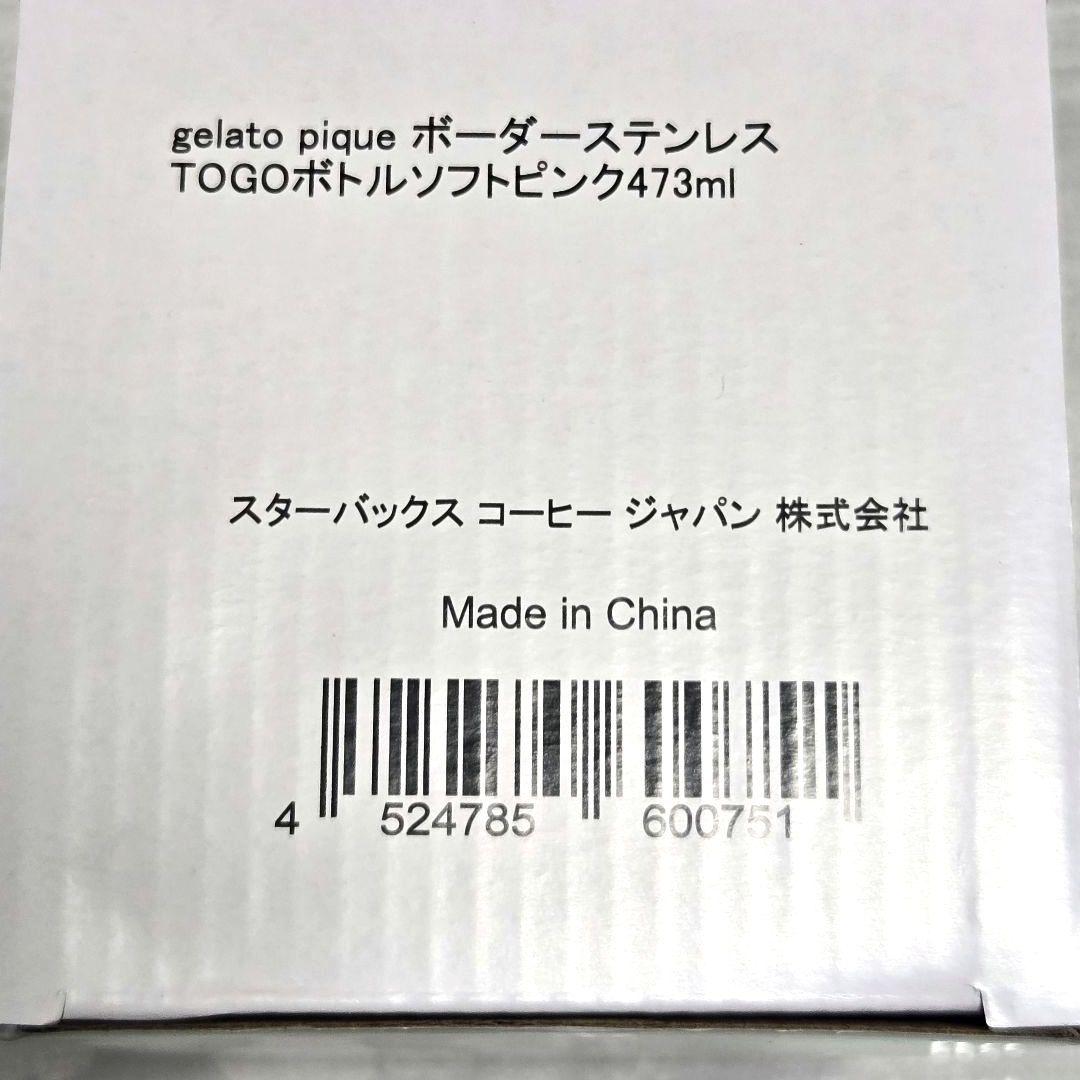 gelato pique ボーダーステンレス
TOGOボトルソフトピンク473ml
スターバックス コーヒー ジャパン 株式会社
Made in China
4 524785 600751